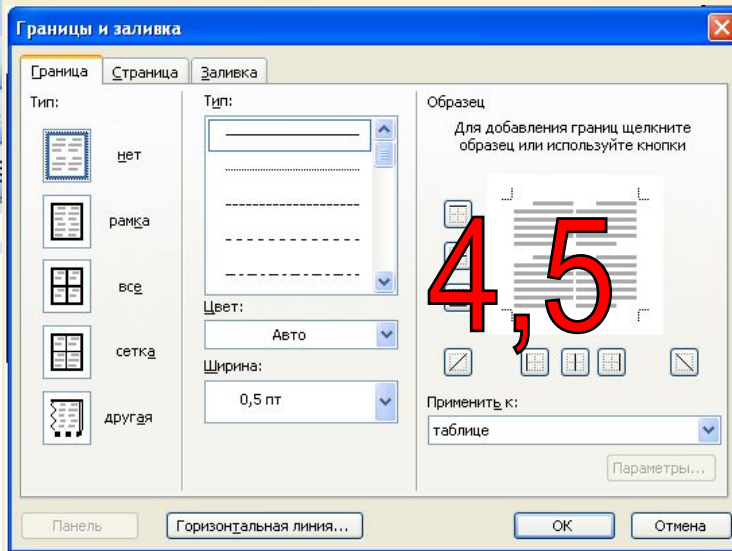 Границы и заливка
Граница Страница Заливка
Тип:
нет
рамка
все
сетка
другая
Тип:
Цвет:
Авто
Ширина:
0,5 пт
Образец
Для добавления границ щелкните
образец или используйте кнопки
4,5
Применить к:
таблице
Параметры...
Панель Горизонтальная линия... ОК Отмена